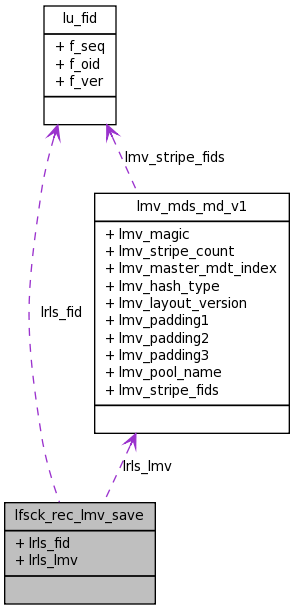 lu_fid
+ f_seq
+ f_oid
+ f_ver
lmv_stripe_fids
lmv_mds_md_v1
+ lmv_magic
+ lmv_stripe_count
+ lmv_master_mdt_index
+ lmv_hash_type
+ lmv_layout_version
+ lmv_padding1
+ lmv_padding2
+ lmv_padding3
+ lmv_pool_name
+ lmv_stripe_fids
lrls_fid
lrls_lmv
lfsck_rec_lmv_save
+ lrls_fid
+ lrls_lmv